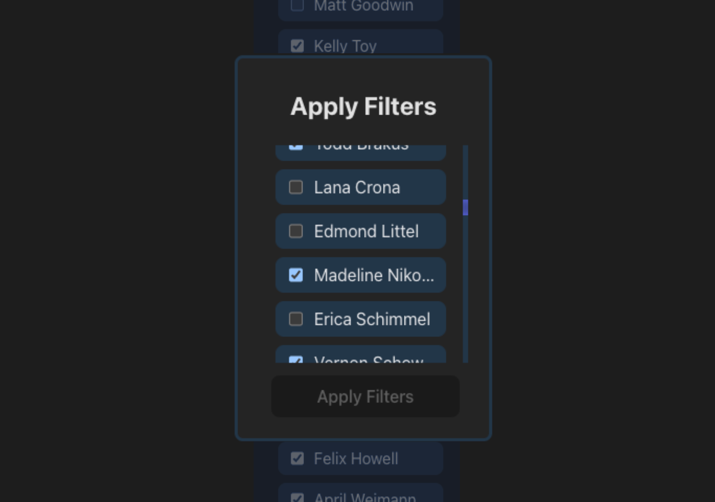 Matt Goodwin
Kelly Toy
Apply Filters
Todd Brakus
Lana Crona
Edmond Littel
Madeline Niko...
Erica Schimmel
Vernon Schow...
Apply Filters
Felix Howell
April Weimann